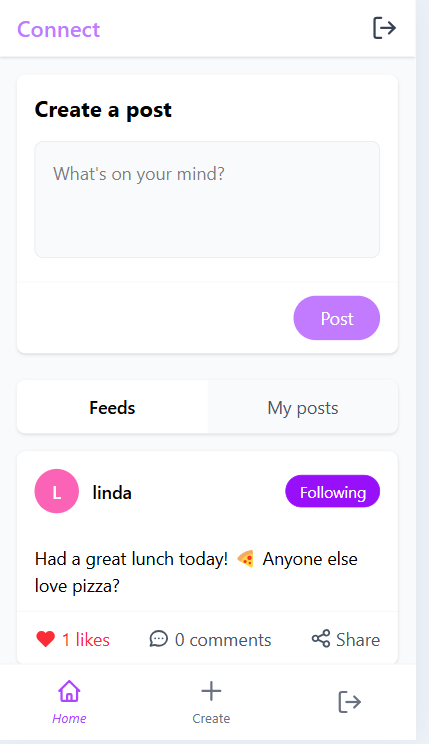 Connect
Create a post
What's on your mind?
Post
Feeds My posts
L linda Following
Had a great lunch today! 🍕 Anyone else
love pizza?
1 likes 0 comments Share
Home Create